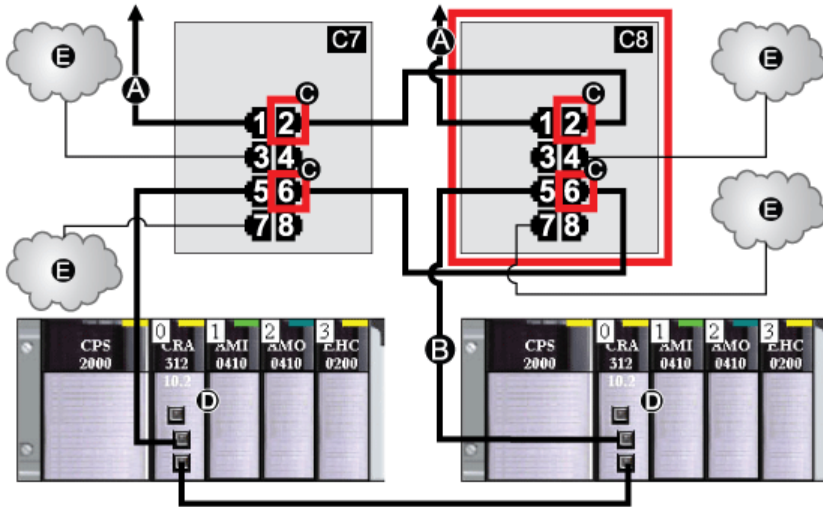 C7
C8
E
A
A
E
C
C
1 2
1 2
3 4
3 4
C
C
5 6
5 6
E
7 8
7 8
E
0 1 2 3
0 1 2 3
CPS 2000
CRA 312 10.2
AMI 0410
AMO 0410
EHC 0200
B
CPS 2000
CRA 312 10.2
AMI 0410
AMO 0410
EHC 0200
D
D